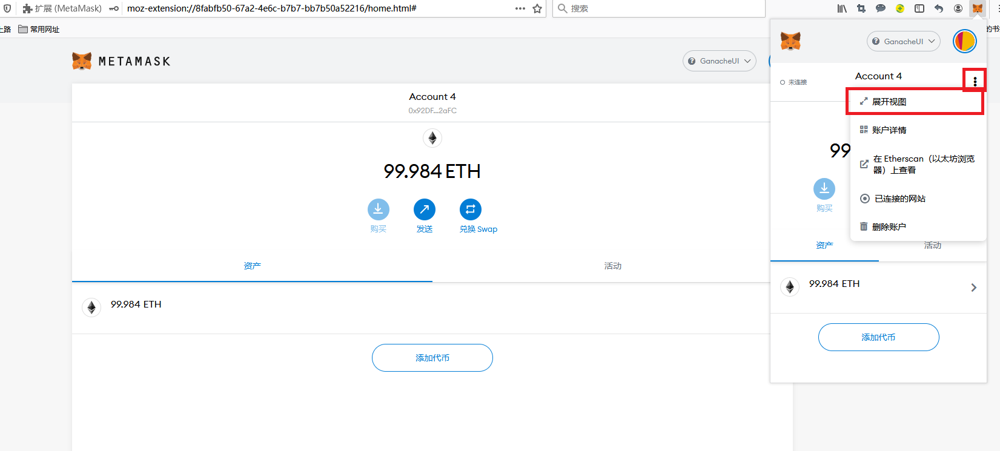 扩展 (MetaMask)
moz-extension://8fabfb50-67a2-4e6c-b7b7-bb7b50a52216/home.html#
搜索
上路
常用网址
的书
METAMASK
GanacheUI
Account 4
0x92DF...2aFC
99.984 ETH
购买
发送
兑换 Swap
资产
活动
99.984 ETH
添加代币
GanacheUI
未连接
Account 4
展开视图
账户详情
99
在 Etherscan（以太坊浏览
器）上查看
已连接的网站
购买
删除账户
资产
活动
99.984 ETH
添加代币